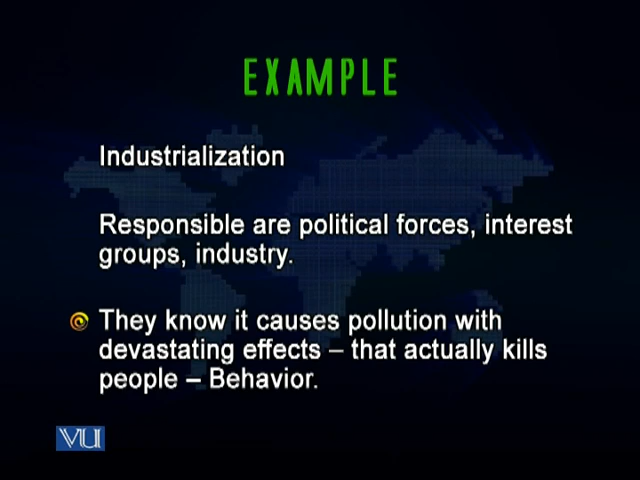 EXAMPLE
Industrialization
Responsible are political forces, interest
groups, industry.
They know it causes pollution with
devastating effects – that actually kills
people – Behavior.
VU